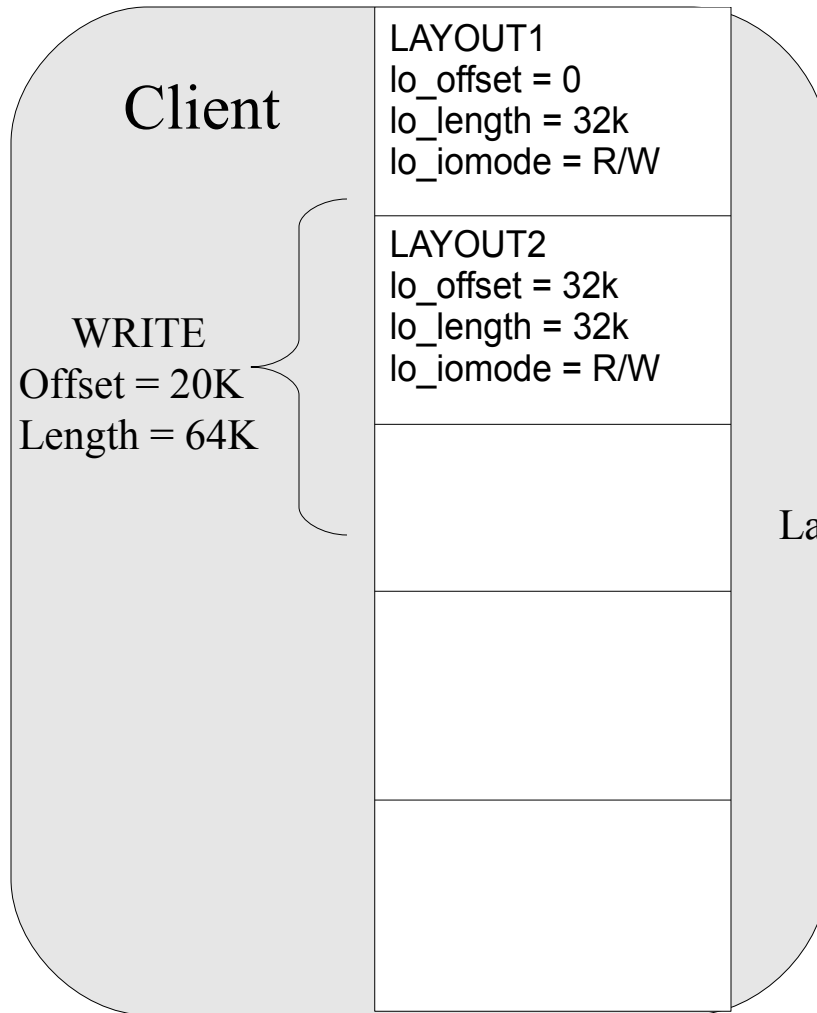 Client
LAYOUT1
lo_offset = 0
lo_length = 32k
lo_iomode = R/W
LAYOUT2
lo_offset = 32k
lo_length = 32k
lo_iomode = R/W
WRITE
Offset = 20K
Length = 64K